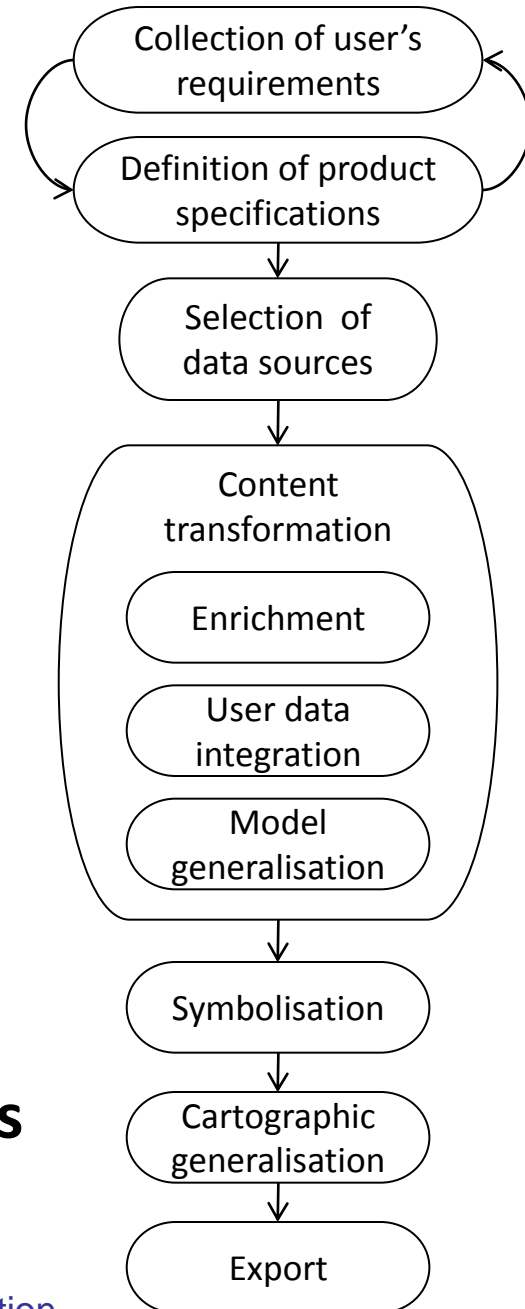 Collection of user’s
requirements
Definition of product
specifications
Selection of
data sources
Content
transformation
Enrichment
User data
integration
Model
generalisation
Symbolisation
Cartographic
generalisation
Export